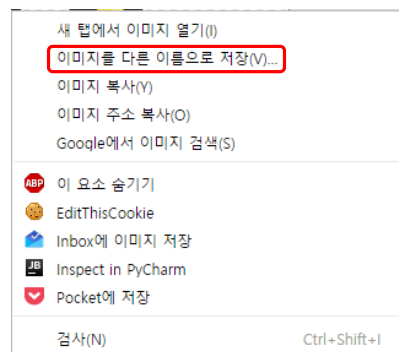 새 탭에서 이미지 열기(I)
이미지를 다른 이름으로 저장(V)...
이미지 복사(Y)
이미지 주소 복사(O)
Google에서 이미지 검색(S)
ABP 이 요소 숨기기
EditThisCookie
Inbox에 이미지 저장
JB Inspect in PyCharm
Pocket에 저장
검사(N) Ctrl+Shift+I